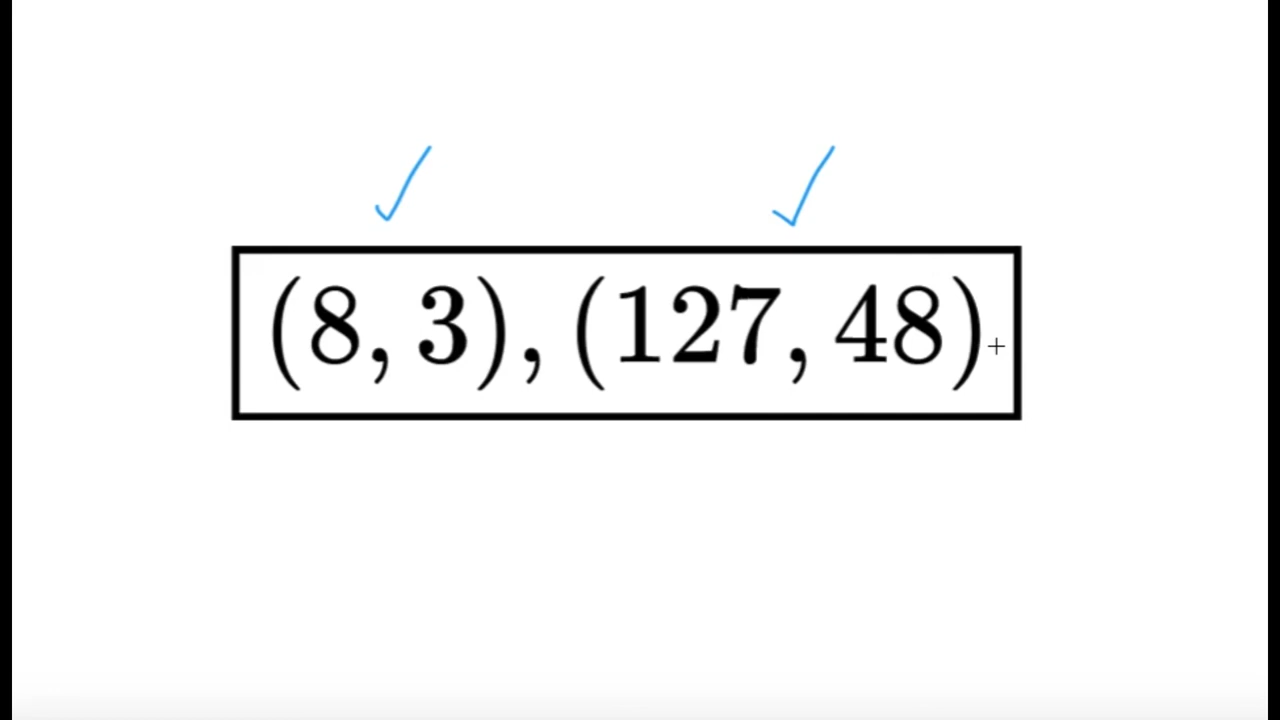 (8, 3), (127, 48)